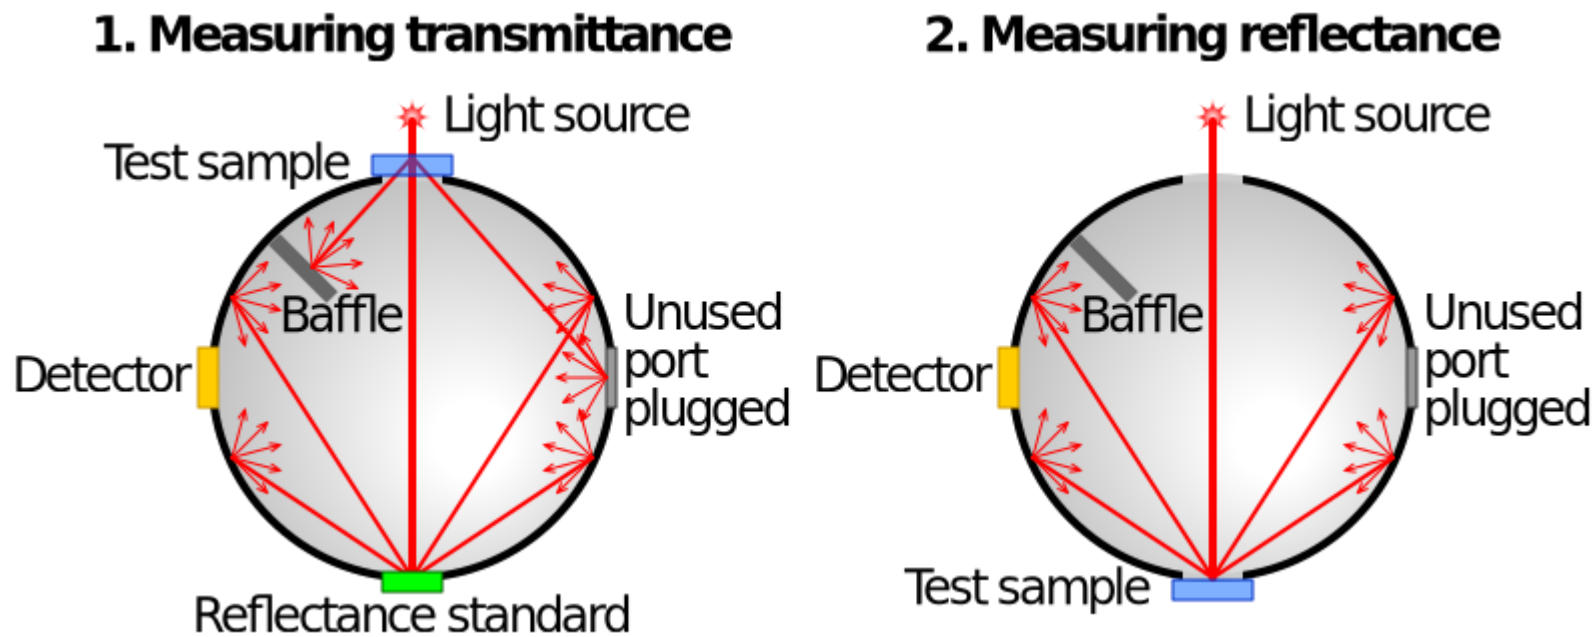 1. Measuring transmittance
Light source
Test sample
Baffle
Unused
port
plugged
Detector
Reflectance standard
2. Measuring reflectance
Light source
Baffle
Unused
port
plugged
Detector
Test sample